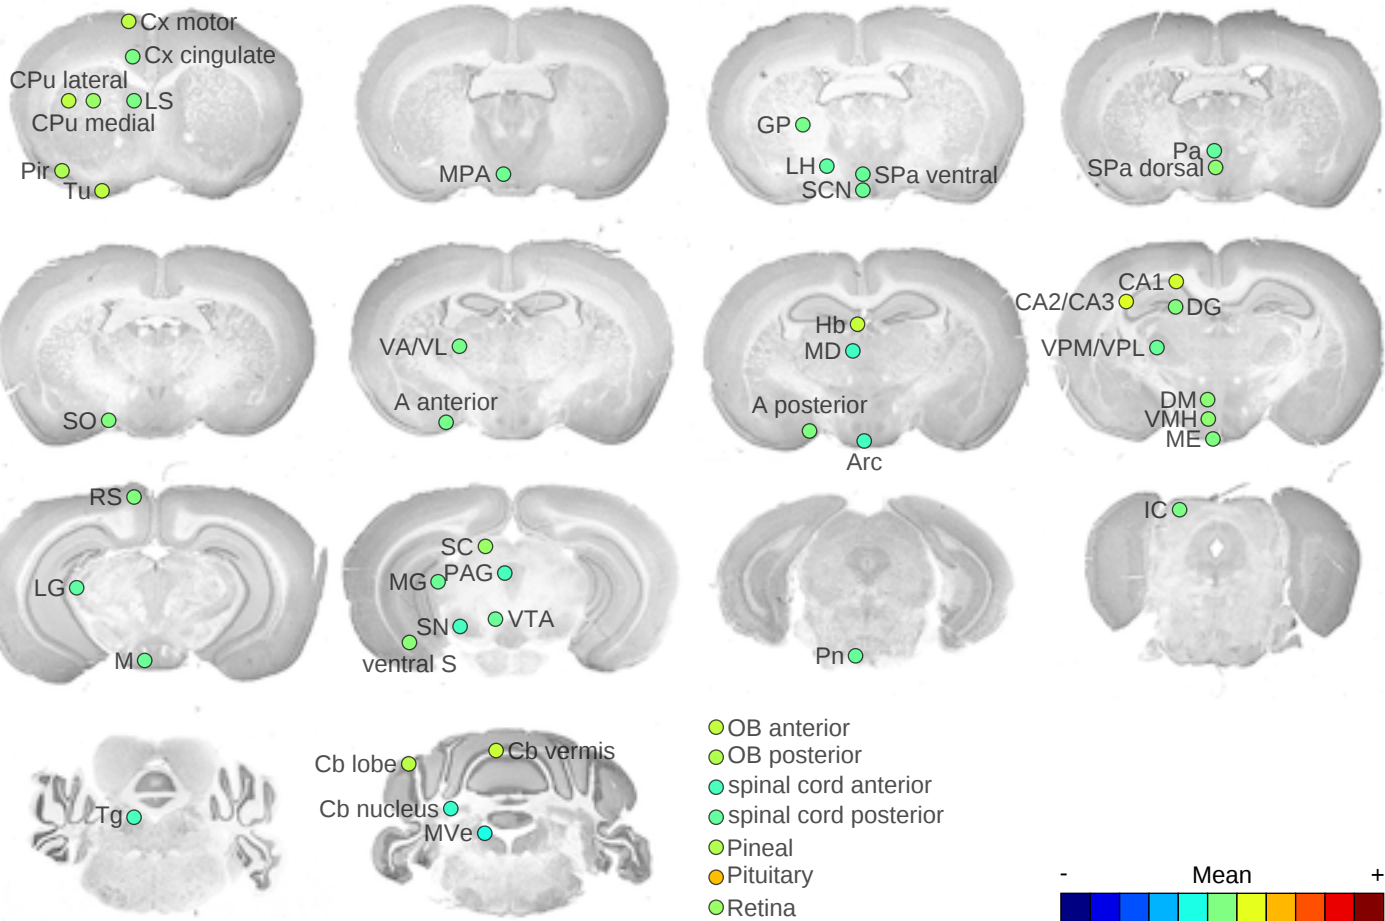 Cx motor
Cx cingulate
CPu lateral
LS
CPu medial
Pir
Tu
MPA
GP
LH
SPa ventral
SCN
Pa
SPa dorsal
SO
VA/VL
A anterior
Hb
MD
A posterior
Arc
CA1
CA2/CA3
DG
VPM/VPL
DM
VMH
ME
RS
LG
M
SC
MG
PAG
SN
VTA
ventral S
Pn
IC
Tg
Cb lobe
Cb vermis
Cb nucleus
MVe
OB anterior
OB posterior
spinal cord anterior
spinal cord posterior
Pineal
Pituitary
Retina
- Mean +